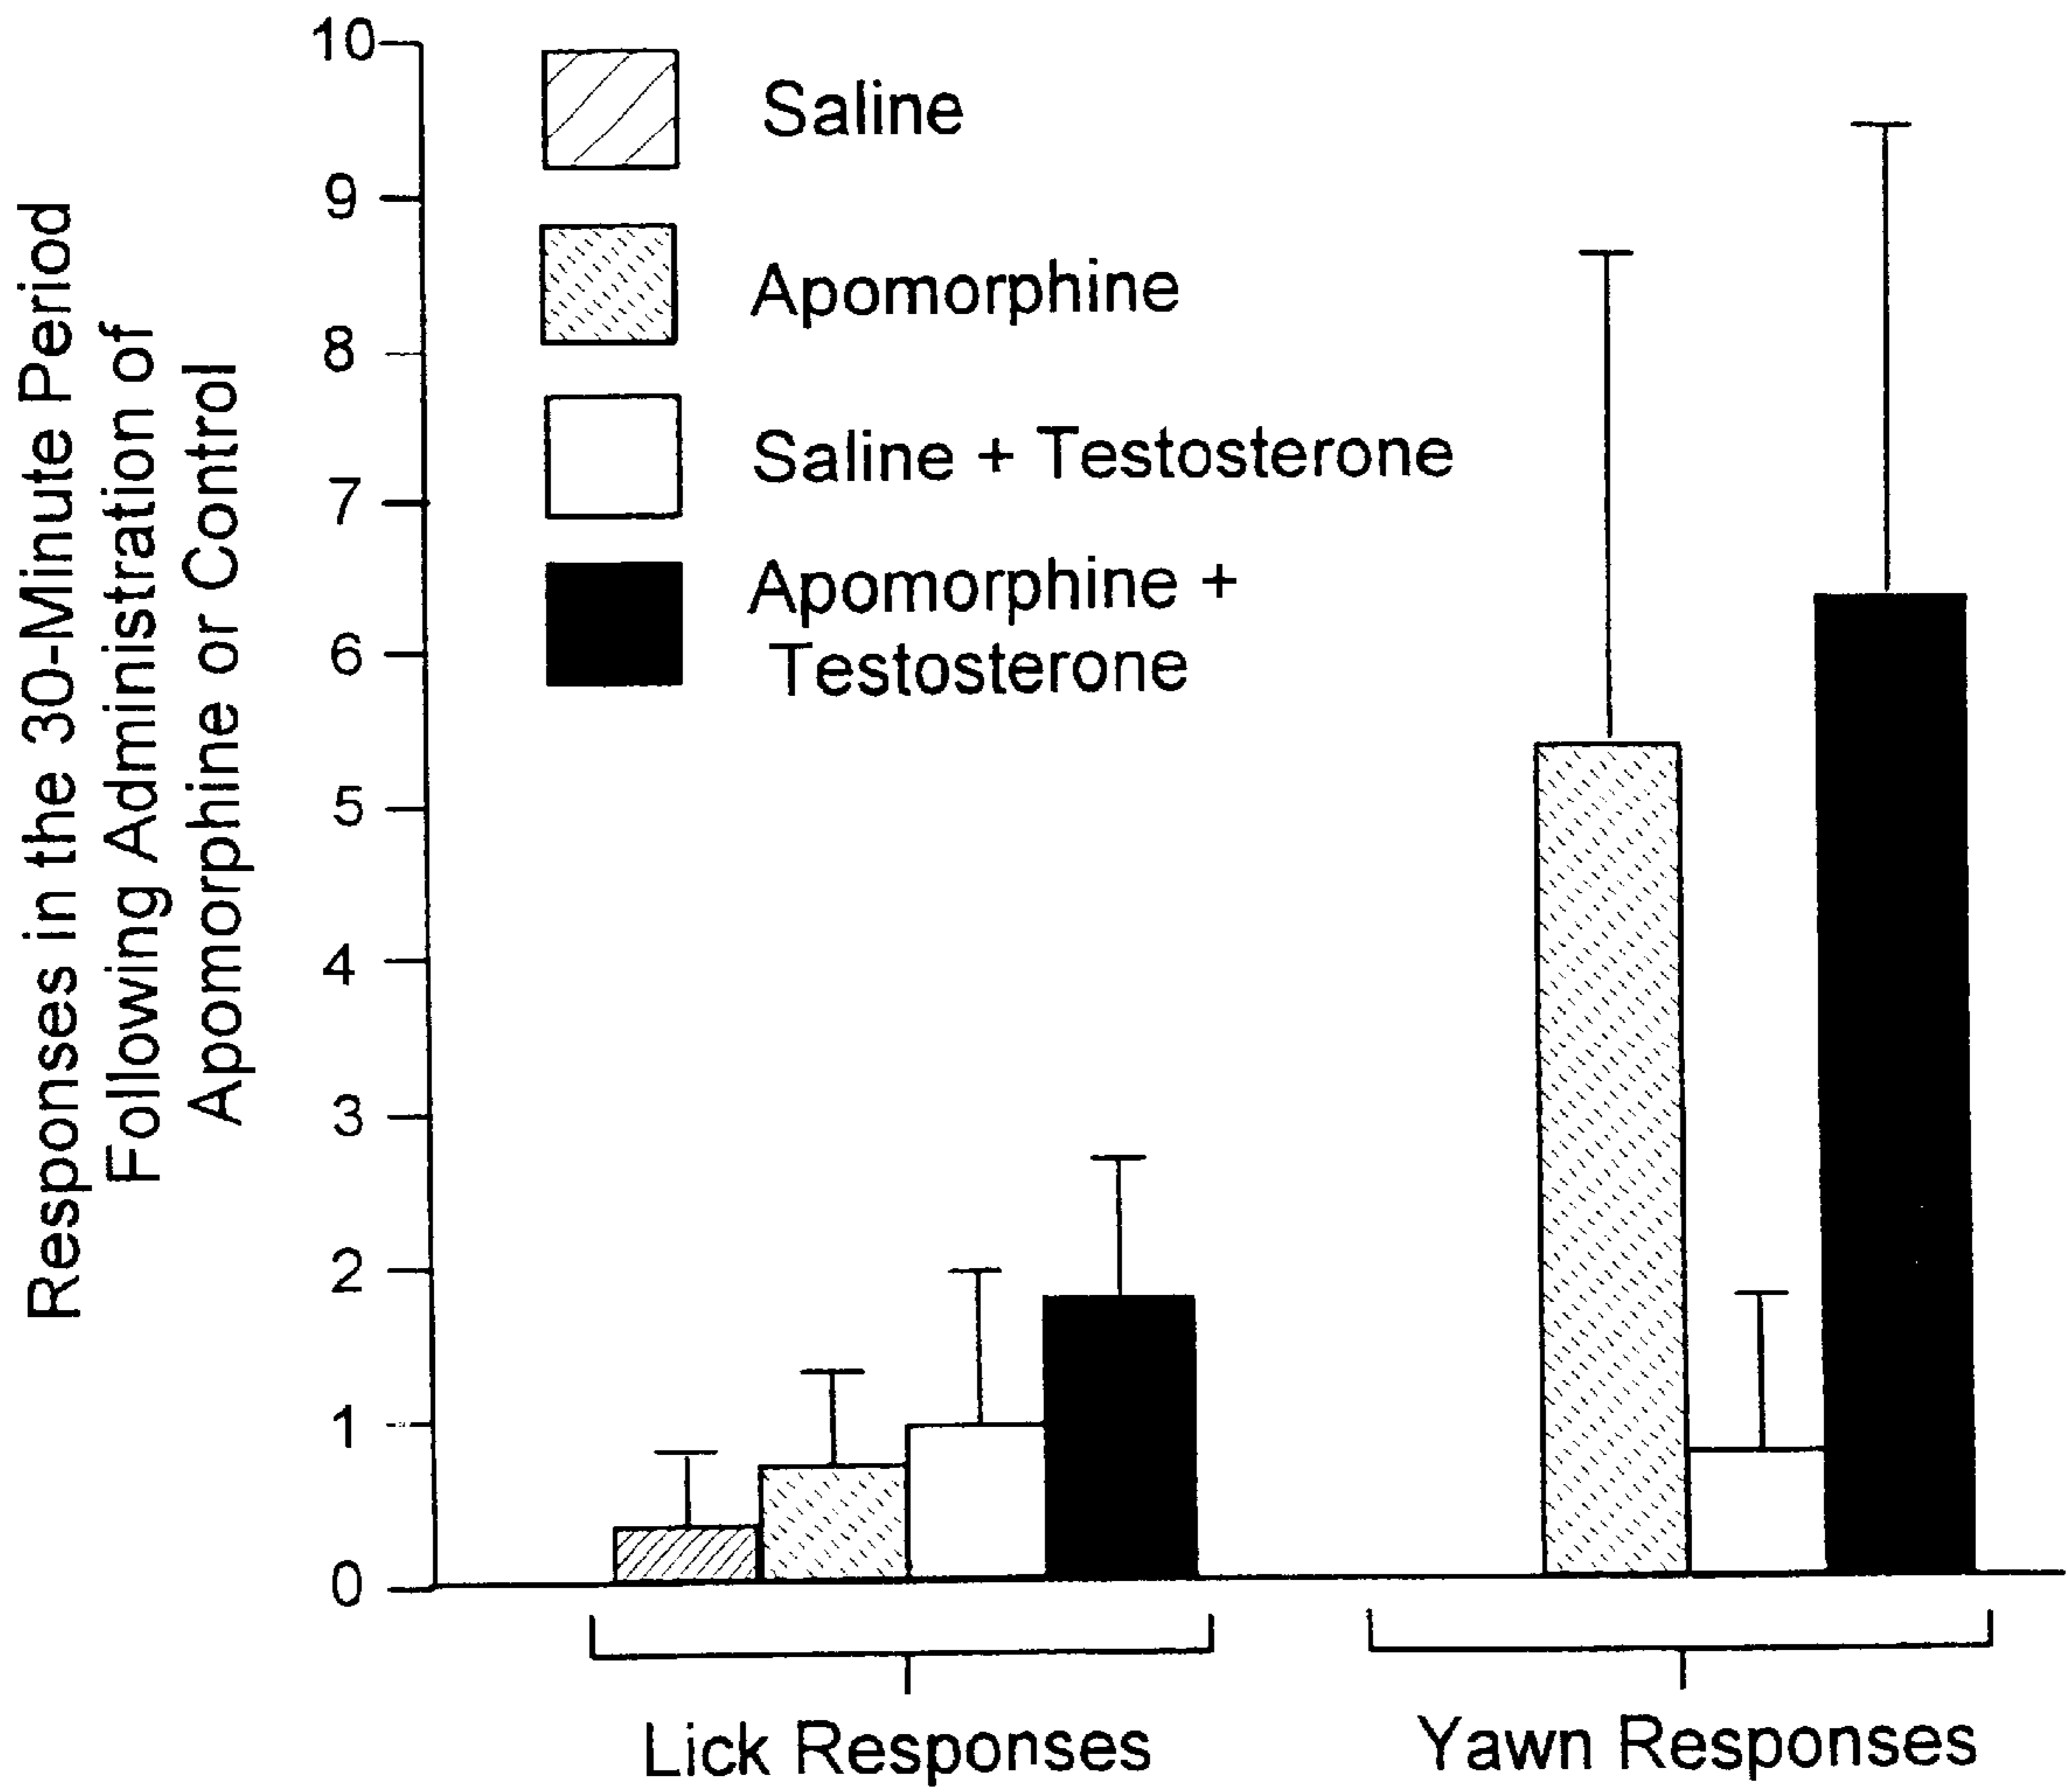 Responses in the 30-Minute Period
Following Administration of
Apomorphine or Control
10
9
8
7
6
5
4
3
2
1
0
Saline
Apomorphine
Saline + Testosterone
Apomorphine +
Testosterone
Lick Responses
Yawn Responses